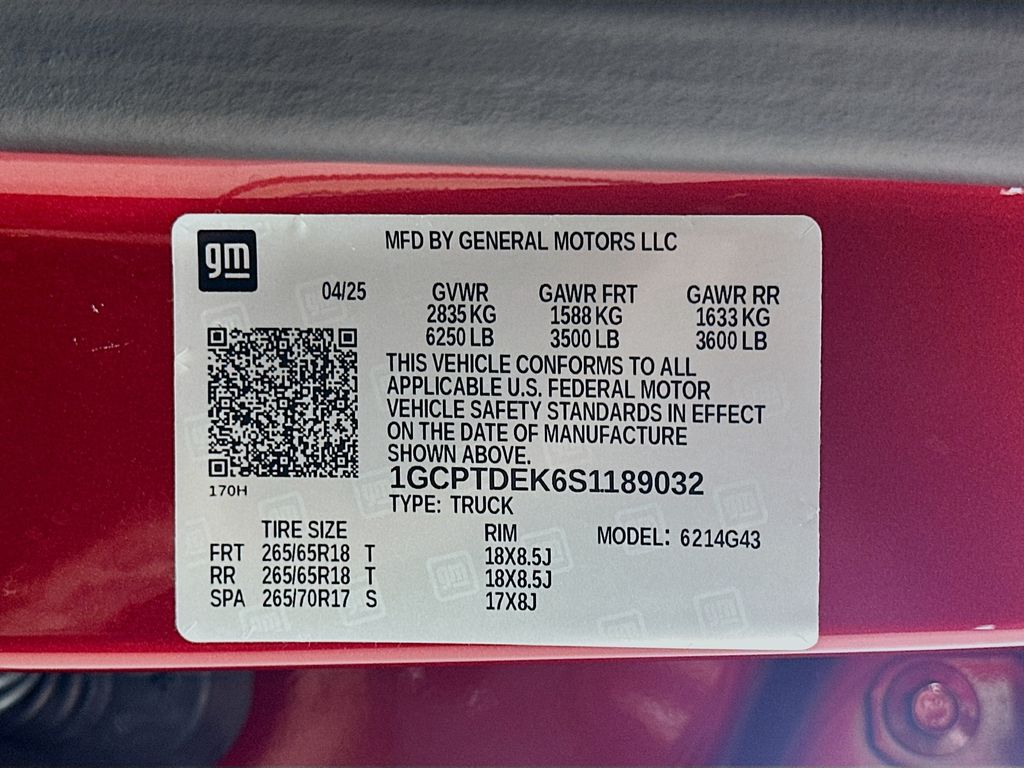 gm
MFD BY GENERAL MOTORS LLC
04/25 GVWR GAWR FRT GAWR RR
2835 KG 1588 KG 1633 KG
6250 LB 3500 LB 3600 LB
THIS VEHICLE CONFORMS TO ALL
APPLICABLE U.S. FEDERAL MOTOR
VEHICLE SAFETY STANDARDS IN EFFECT
ON THE DATE OF MANUFACTURE
SHOWN ABOVE.
170H
1GCPTDEK6S1189032
TYPE: TRUCK
TIRE SIZE RIM MODEL: 6214G43
FRT 265/65R18 T 18X8.5J
RR 265/65R18 T 18X8.5J
SPA 265/70R17 S 17X8J